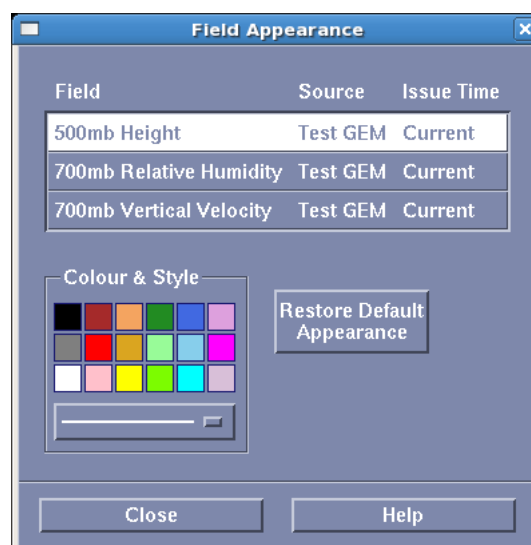 Field Appearance
Field Source Issue Time
500mb Height Test GEM Current
700mb Relative Humidity Test GEM Current
700mb Vertical Velocity Test GEM Current
Colour & Style
Restore Default
Appearance
Close Help